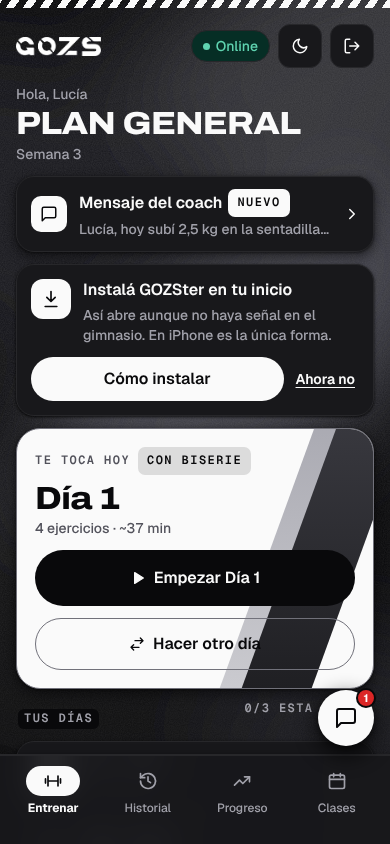 GOZS
Online
Hola, Lucía
PLAN GENERAL
Semana 3
Mensaje del coach NUEVO
Lucía, hoy subí 2,5 kg en la sentadilla…
Instalá GOZSter en tu inicio
Así abre aunque no haya señal en el
gimnasio. En iPhone es la única forma.
Cómo instalar
Ahora no
TE TOCA HOY CON BISERIE
Día 1
4 ejercicios · ~37 min
Empezar Día 1
Hacer otro día
1
TUS DÍAS
0/3 ESTA
Entrenar
Historial
Progreso
Clases